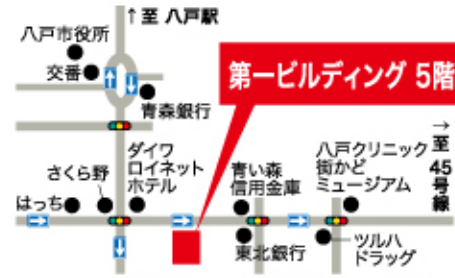 ↑至 八戸駅
八戸市役所
交番
青森銀行
第一ビルディング 5階
さくら野
ダイワ
ロイネット
ホテル
はっち
青い森
信用金庫
東北銀行
八戸クリニック
街かど
ミュージアム
ツルハ
ドラッグ
→
至
45
号
線